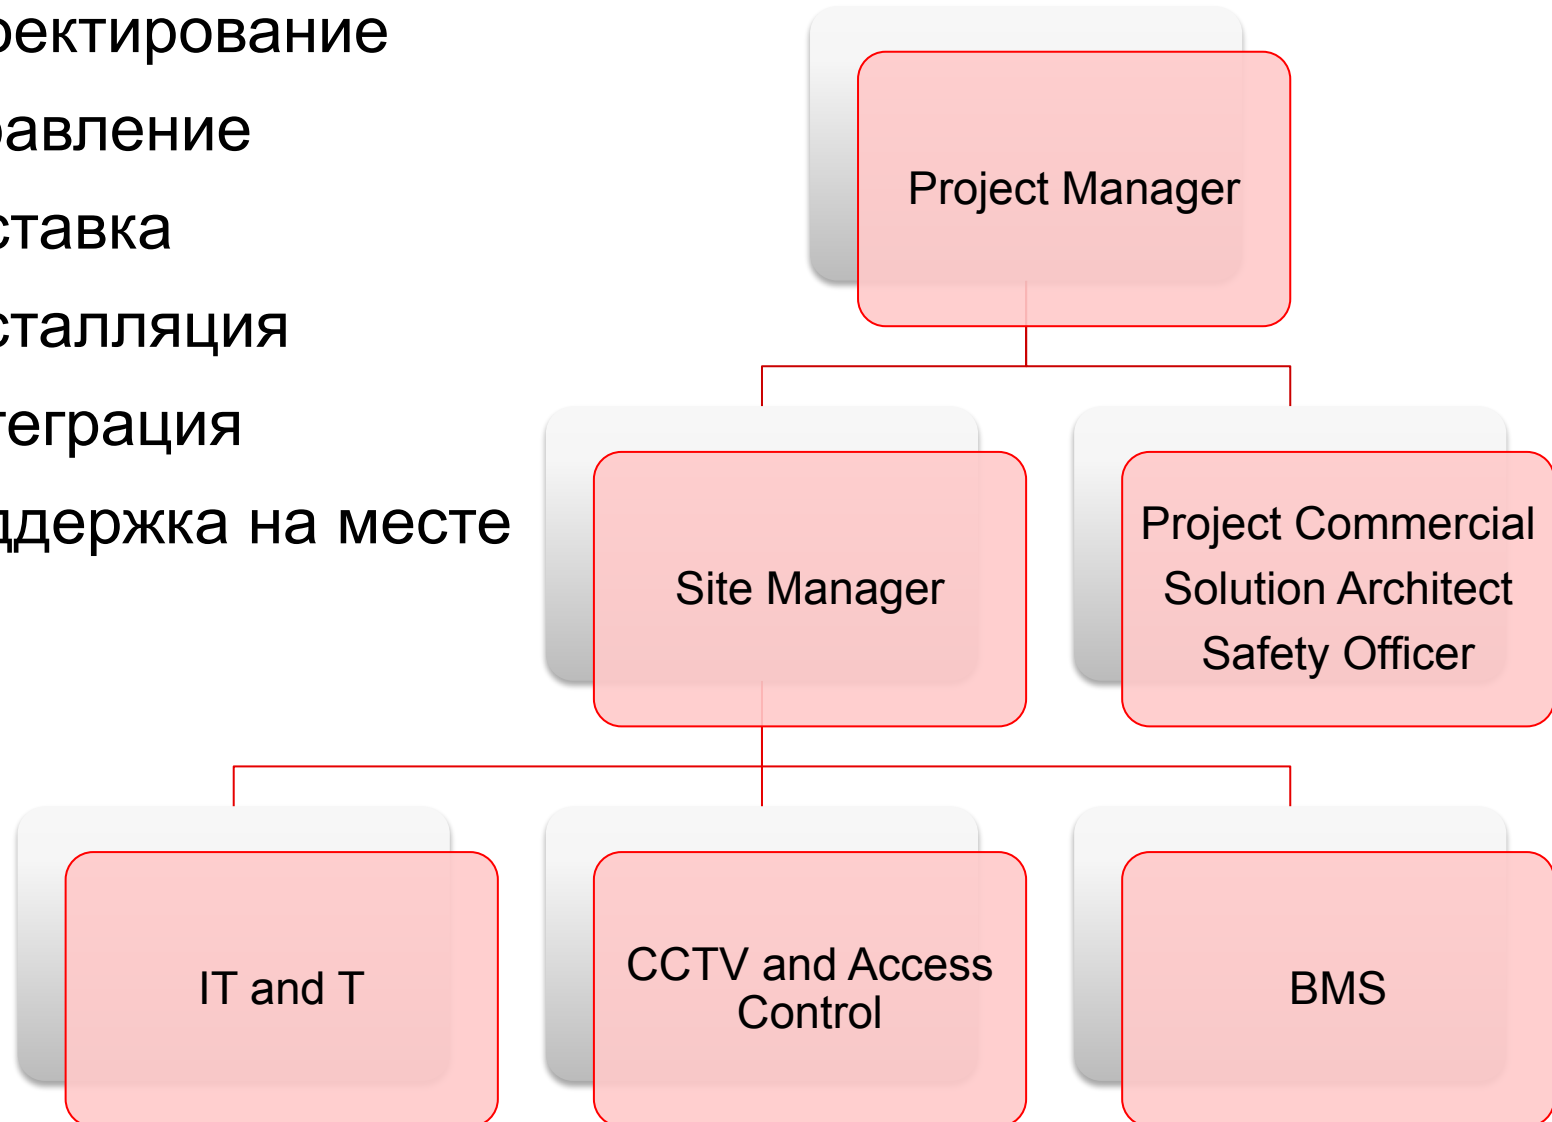 оектирование
равление
ставка
сталляция
теграция
ддержка на месте
Project Manager
Site Manager
Project Commercial
Solution Architect
Safety Officer
IT and T
CCTV and Access
Control
BMS